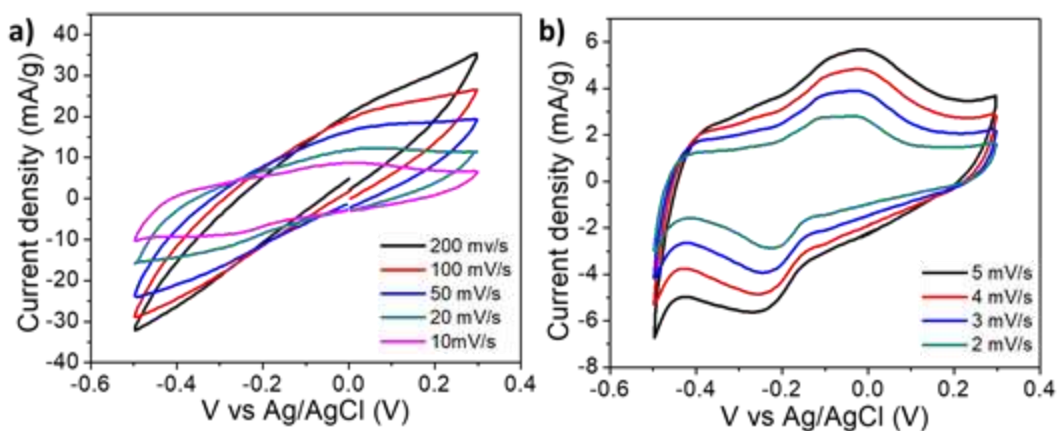 a)
Current density (mA/g)
40
30
20
10
0
-10
-20
-30
-40
-0.6
-0.4
-0.2
0.0
0.2
0.4
V vs Ag/AgCl (V)
200 mv/s
100 mV/s
50 mV/s
20 mV/s
10mV/s
b)
Current density (mA/g)
6
4
2
0
-2
-4
-6
-8
-0.6
-0.4
-0.2
0.0
0.2
0.4
V vs Ag/AgCl (V)
5 mV/s
4 mV/s
3 mV/s
2 mV/s